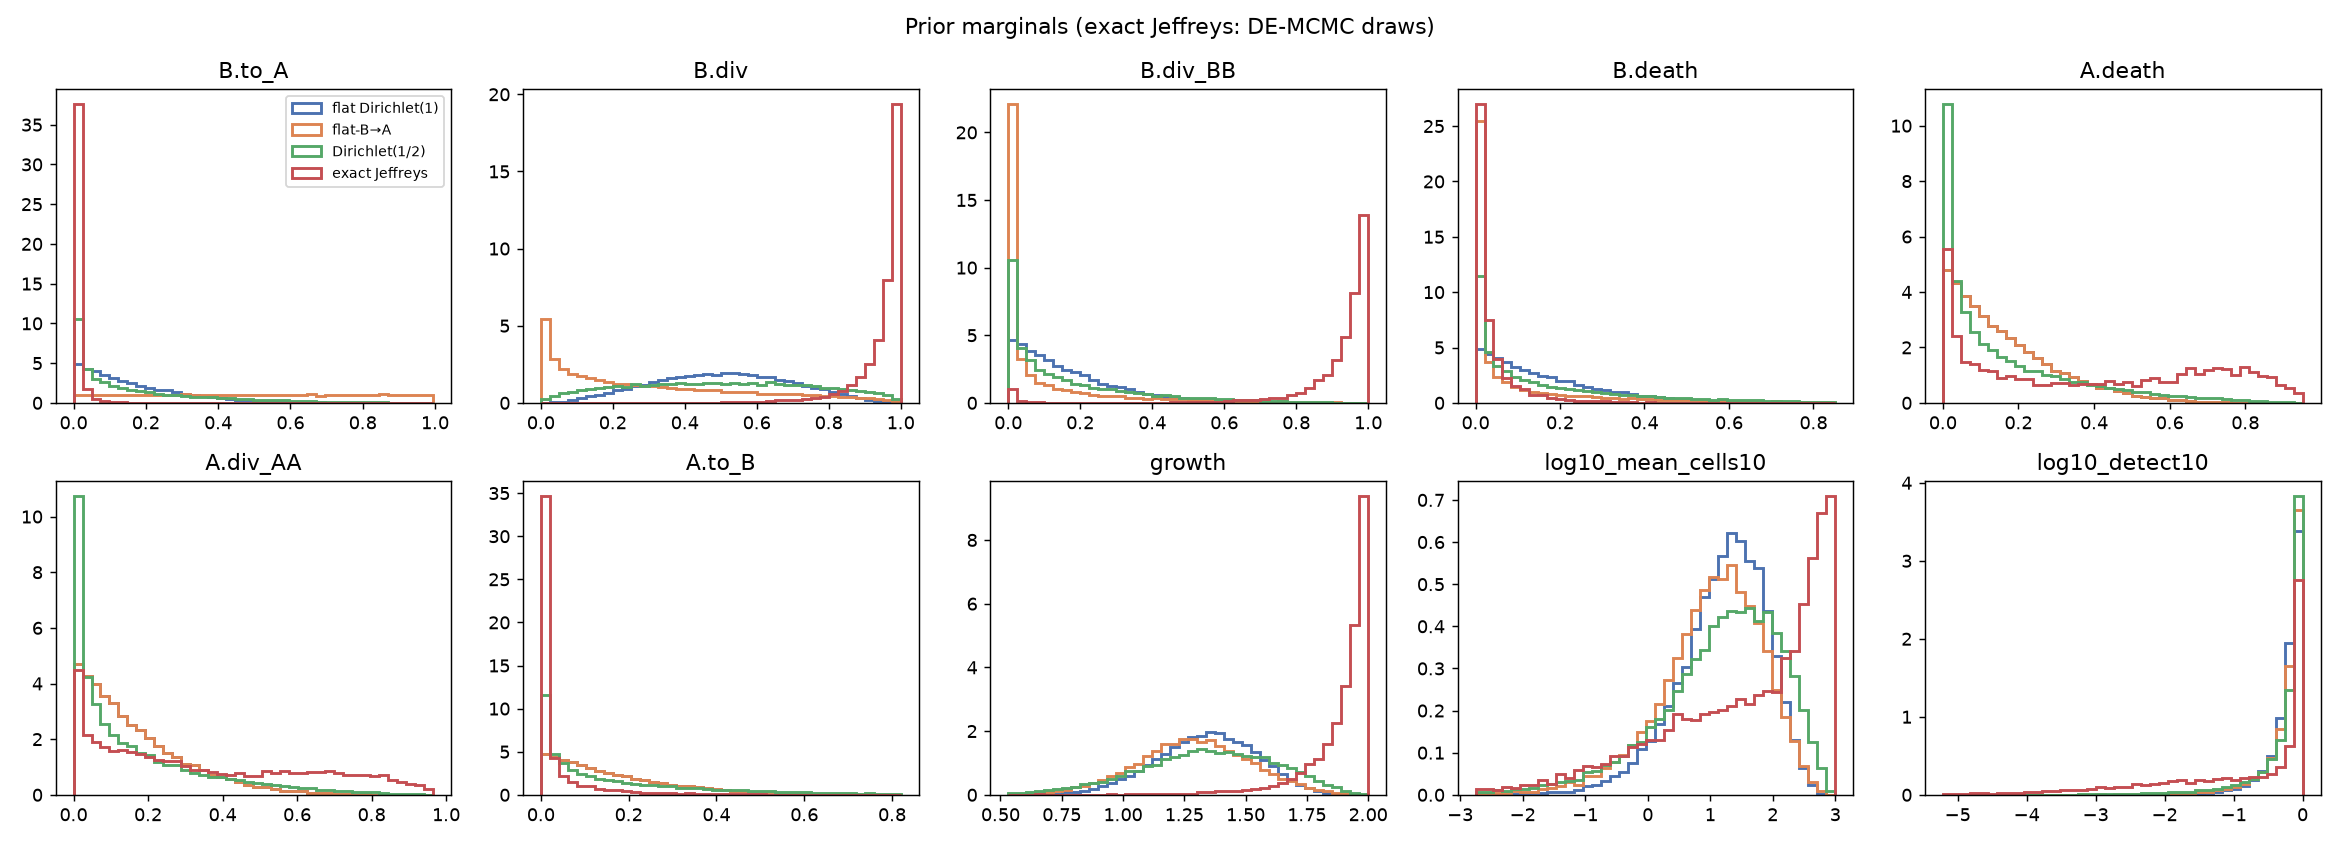 Prior marginals (exact Jeffreys: DE-MCMC draws)
B.to_A
B.div
B.div_BB
B.death
A.death
flat Dirichlet(1)
flat-B→A
Dirichlet(1/2)
exact Jeffreys
35
30
25
20
15
10
5
0
0.0 0.2 0.4 0.6 0.8 1.0
20
15
10
5
0
0.0 0.2 0.4 0.6 0.8 1.0
20
15
10
5
0
0.0 0.2 0.4 0.6 0.8 1.0
25
20
15
10
5
0
0.0 0.2 0.4 0.6 0.8
10
8
6
4
2
0
0.0 0.2 0.4 0.6 0.8
A.div_AA
A.to_B
growth
log10_mean_cells10
log10_detect10
10
8
6
4
2
0
0.0 0.2 0.4 0.6 0.8 1.0
35
30
25
20
15
10
5
0
0.0 0.2 0.4 0.6 0.8
8
6
4
2
0
0.50 0.75 1.00 1.25 1.50 1.75 2.00
0.7
0.6
0.5
0.4
0.3
0.2
0.1
0.0
−3 −2 −1 0 1 2 3
4
3
2
1
0
−5 −4 −3 −2 −1 0